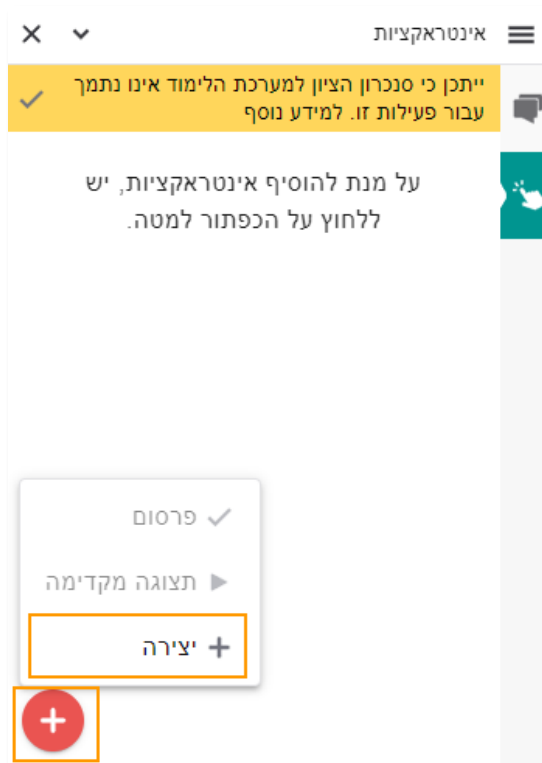 אינטראקציות
ייתכן כי סנכרון הציון למערכת הלימוד אינו נתמך
עבור פעילות זו. למידע נוסף
על מנת להוסיף אינטראקציות, יש
ללחוץ על הכפתור למטה.
פרסום
תצוגה מקדימה
יצירה